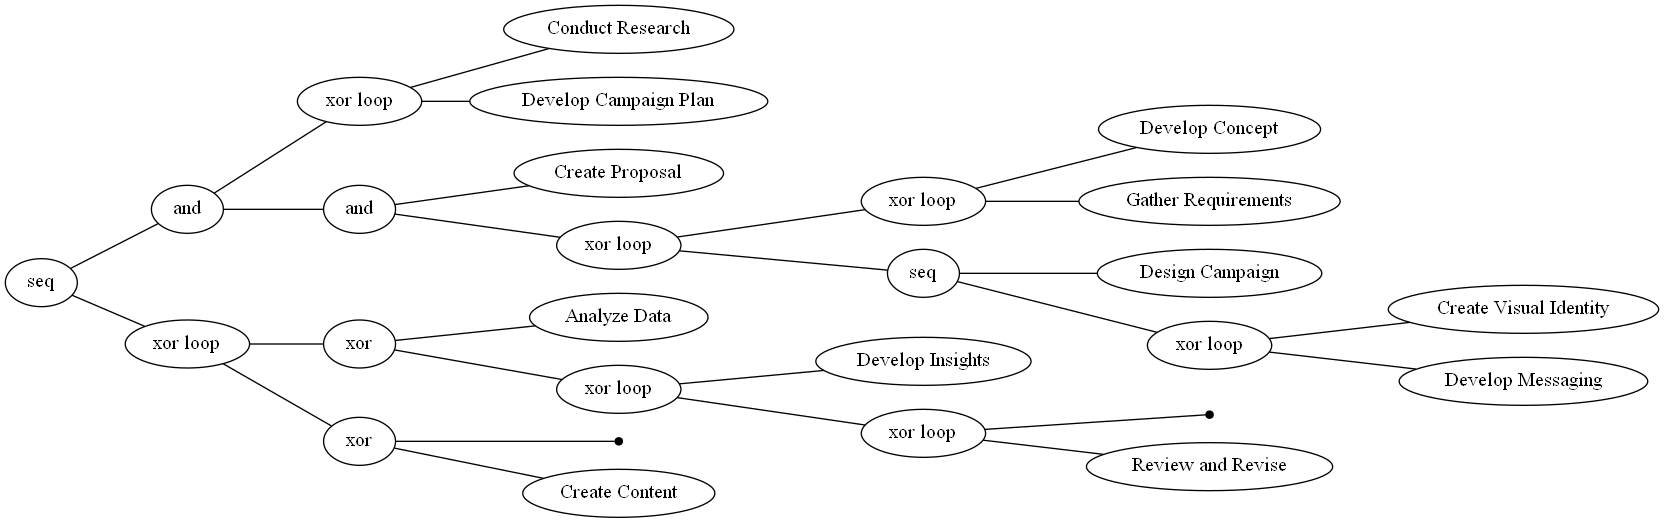 Conduct Research
xor loop
Develop Campaign Plan
Develop Concept
Create Proposal
xor loop
Gather Requirements
and
and
xor loop
seq
Design Campaign
seq
Create Visual Identity
Analyze Data
xor loop
xor loop
xor
Develop Insights
Develop Messaging
xor loop
xor loop
xor
Review and Revise
Create Content